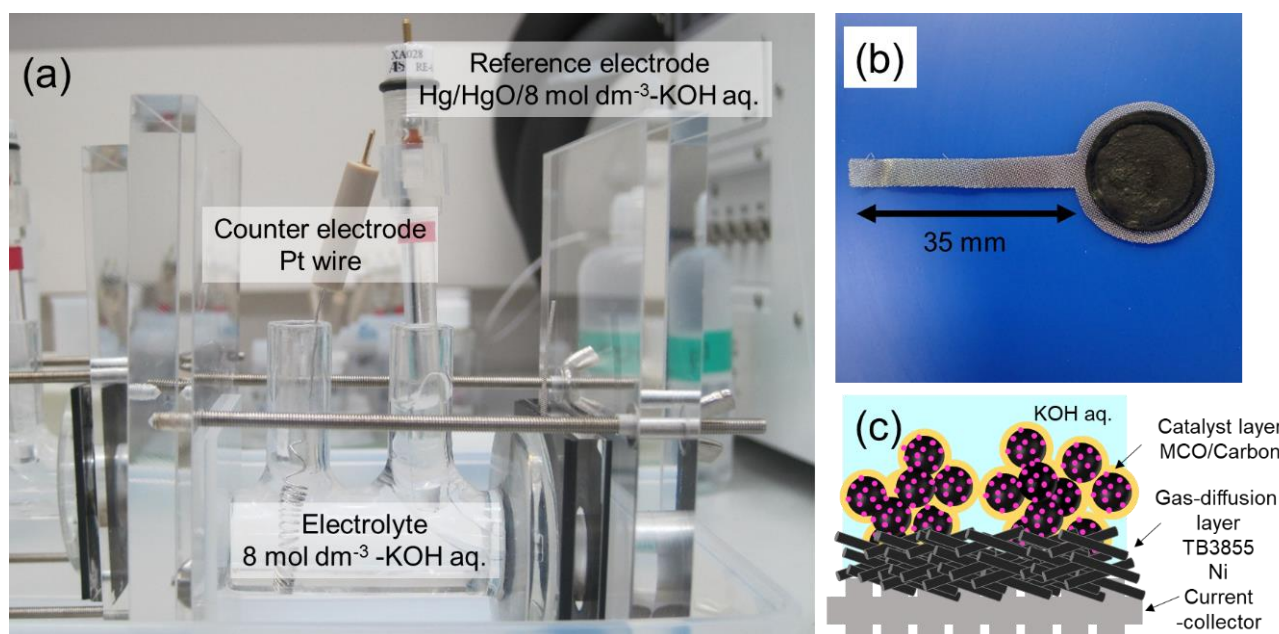 (a)
XA028
Reference electrode
Hg/HgO/8 mol dm⁻³-KOH aq.
Counter electrode
Pt wire
Electrolyte
8 mol dm⁻³ -KOH aq.
(b)
35 mm
(c)
KOH aq.
Catalyst layer
MCO/Carbon
Gas-diffusion
layer
TB3855
Ni
Current
-collector